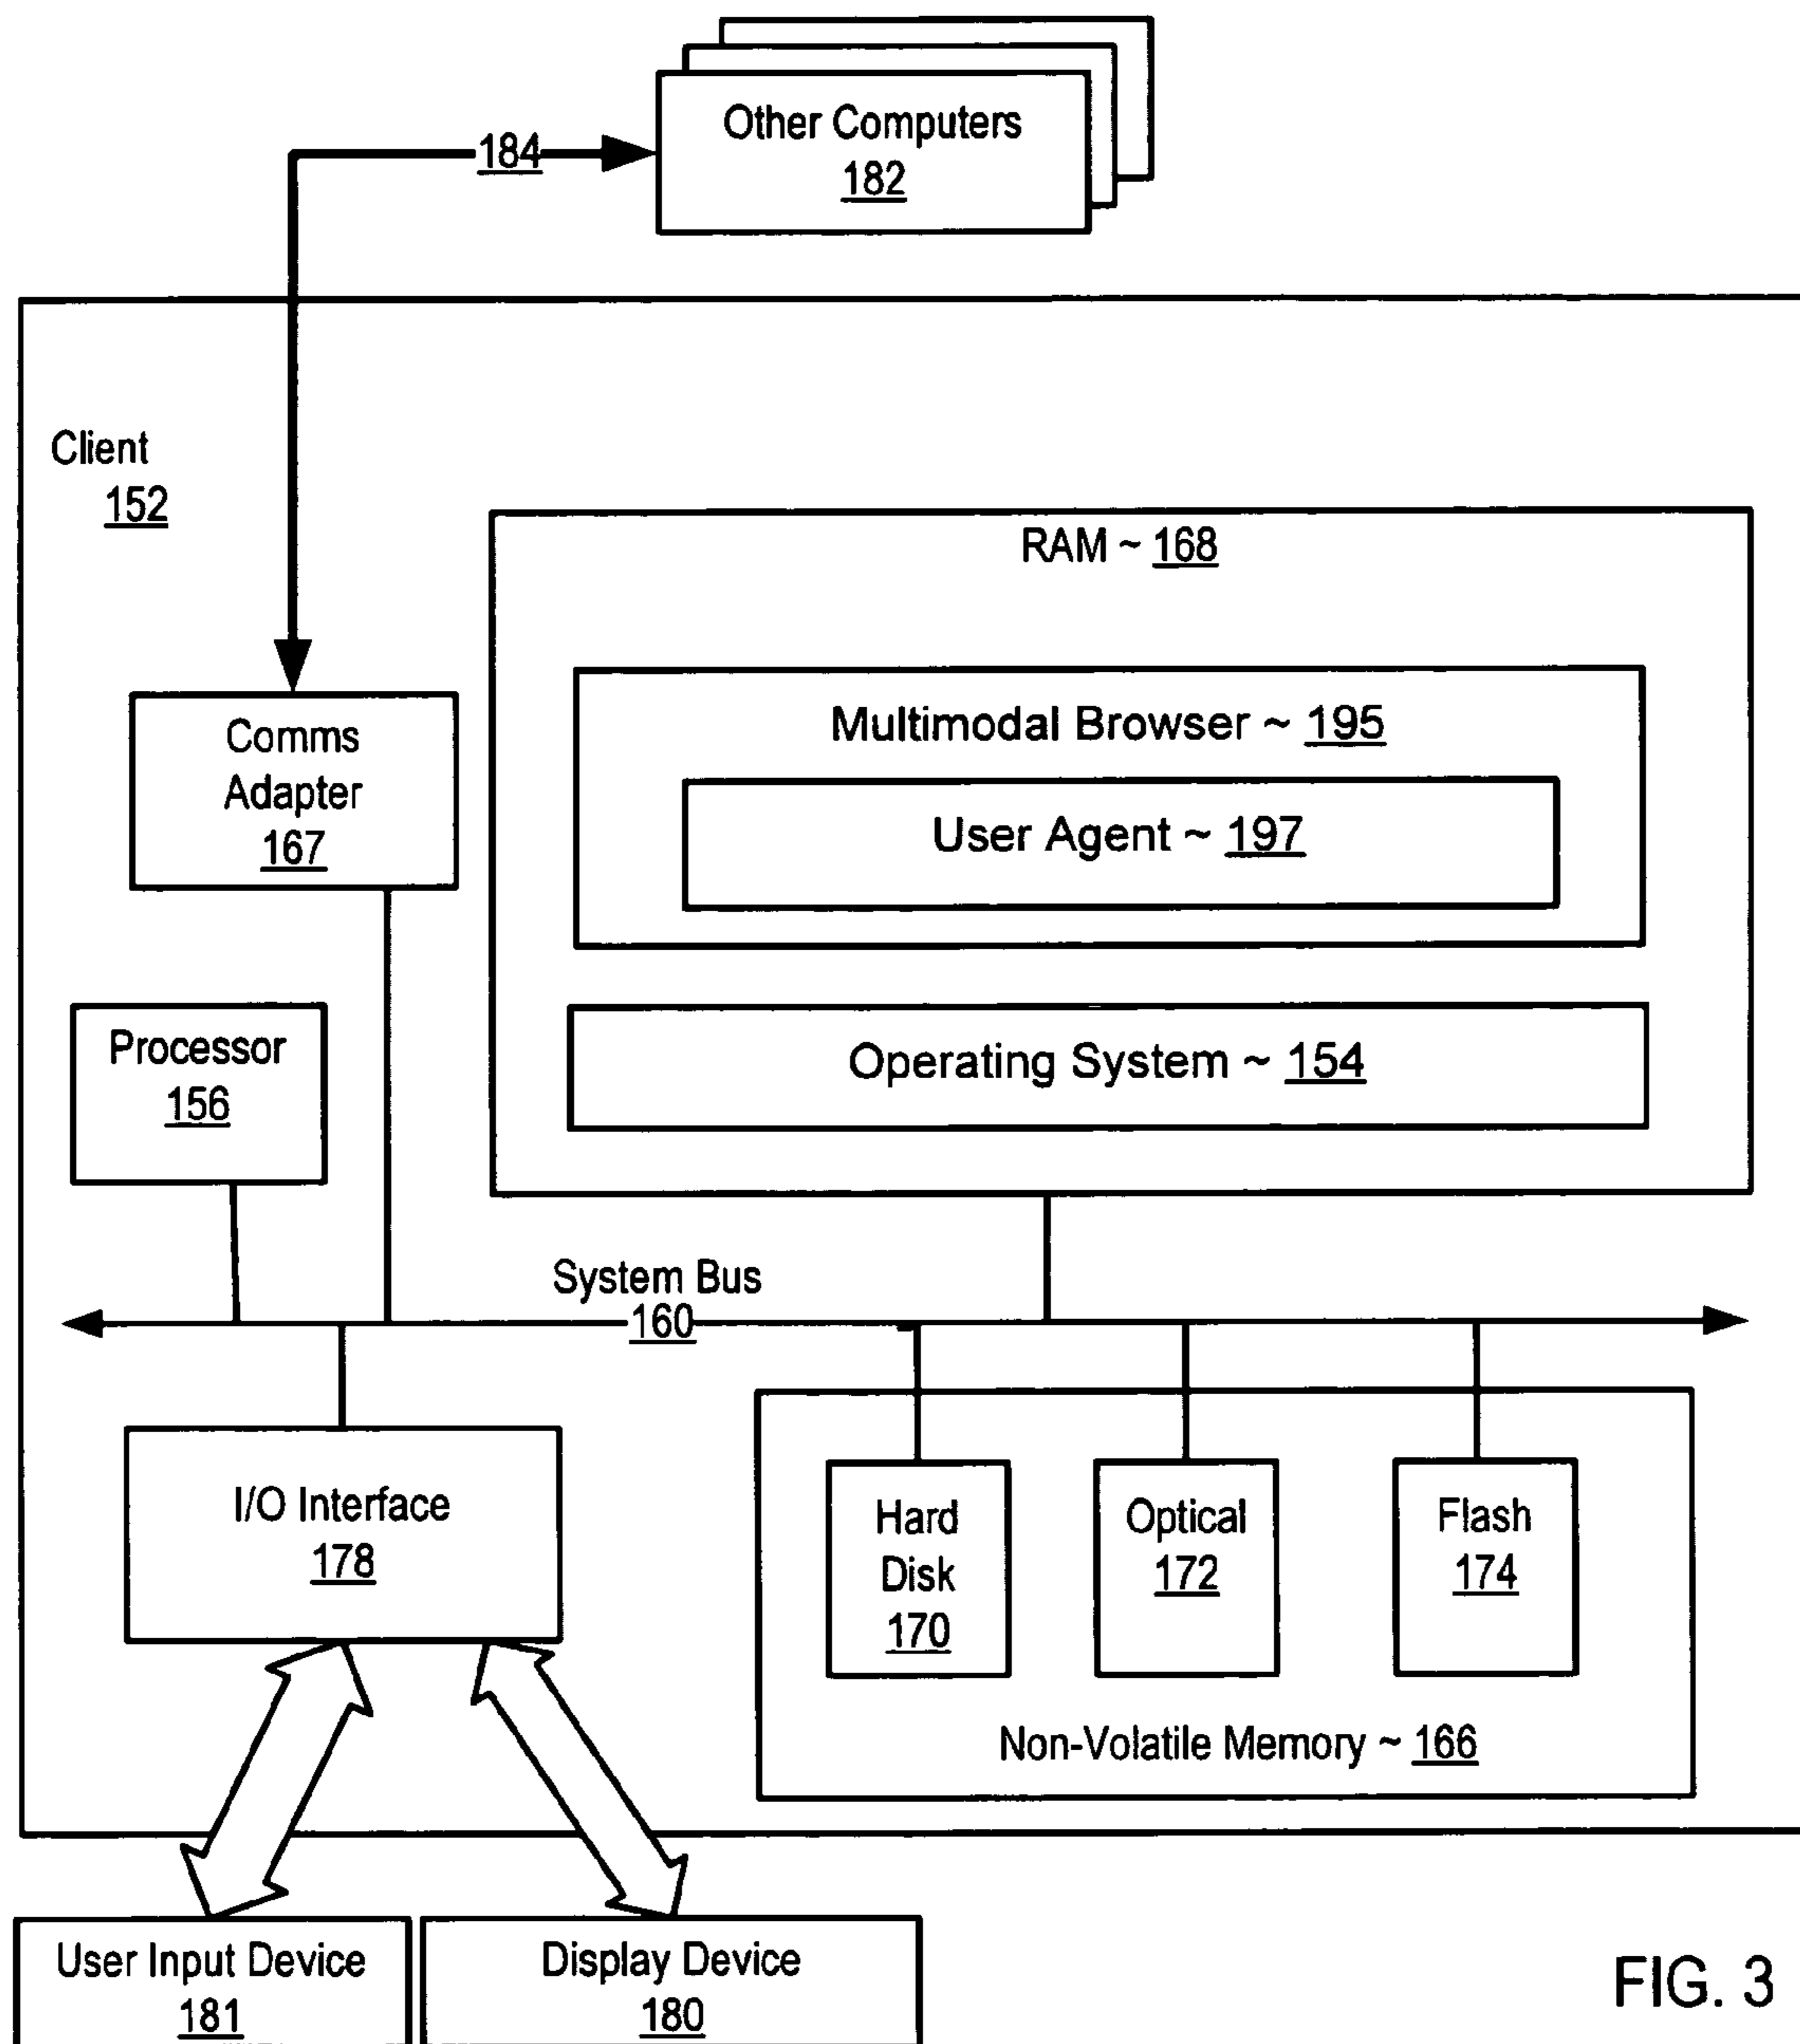 Other Computers
182
184
Client
152
RAM ~ 168
Multimodal Browser ~ 195
User Agent ~ 197
Comms
Adapter
167
Processor
156
Operating System ~ 154
System Bus
160
I/O Interface
178
Hard
Disk
170
Optical
172
Flash
174
Non-Volatile Memory ~ 166
User Input Device
181
Display Device
180
FIG. 3